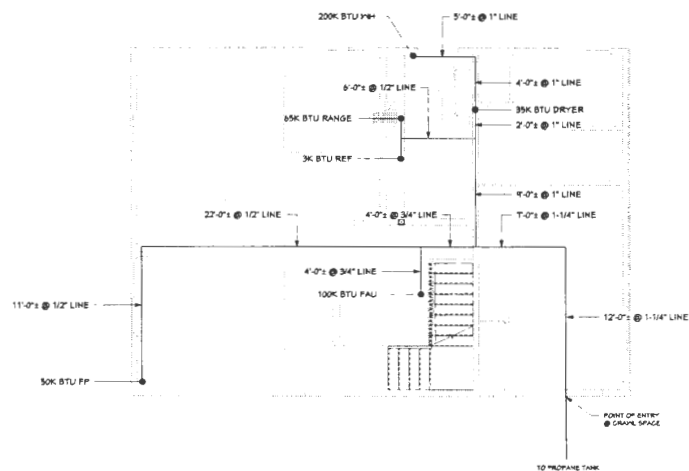 200K BTU
5'-0"± @ 1" LINE
4'-0"± @ 1" LINE
6'-0"± @ 1/2" LINE
35K BTU DRYER
65K BTU RANGE
2'-0"± @ 1" LINE
3K BTU REF
9'-0"± @ 1" LINE
22'-0"± @ 1/2" LINE
4'-0"± @ 3/4" LINE
7'-0"± @ 1-1/4" LINE
4'-0"± @ 3/4" LINE
100K BTU FAU
11'-0"± @ 1/2" LINE
12'-0"± @ 1-1/4" LINE
50K BTU FP
POINT OF ENTRY
@ CRAWL SPACE
TO PROPANE TANK